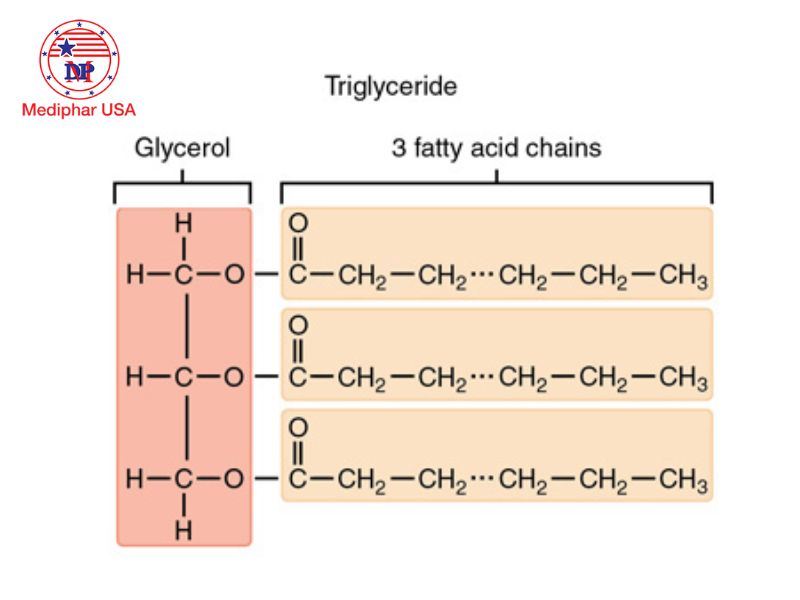 MDP
Mediphar USA
Triglyceride
Glycerol
3 fatty acid chains
H O
H—C—O—C—CH₂—CH₂···CH₂—CH₂—CH₃
O
H—C—O—C—CH₂—CH₂···CH₂—CH₂—CH₃
O
H—C—O—C—CH₂—CH₂···CH₂—CH₂—CH₃
H